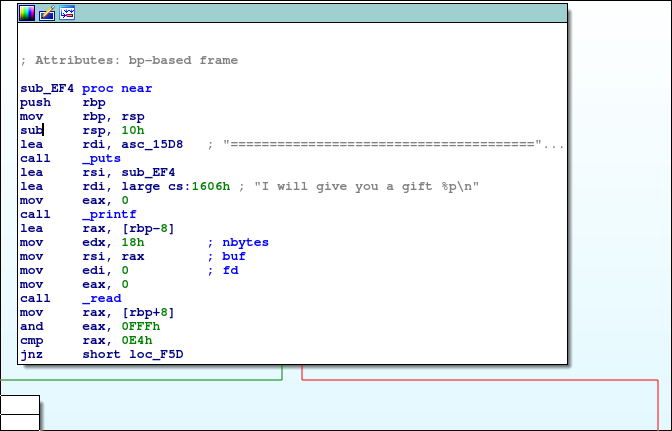 ; Attributes: bp-based frame
sub_EF4 proc near
push rbp
mov rbp, rsp
sub rsp, 10h
lea rdi, asc_15D8 ; "======================================"...
call _puts
lea rsi, sub_EF4
lea rdi, large cs:1606h ; "I will give you a gift %p\n"
mov eax, 0
call _printf
lea rax, [rbp-8]
mov edx, 18h ; nbytes
mov rsi, rax ; buf
mov edi, 0 ; fd
mov eax, 0
call _read
mov rax, [rbp+8]
and eax, 0FFFh
cmp rax, 0E4h
jnz short loc_F5D